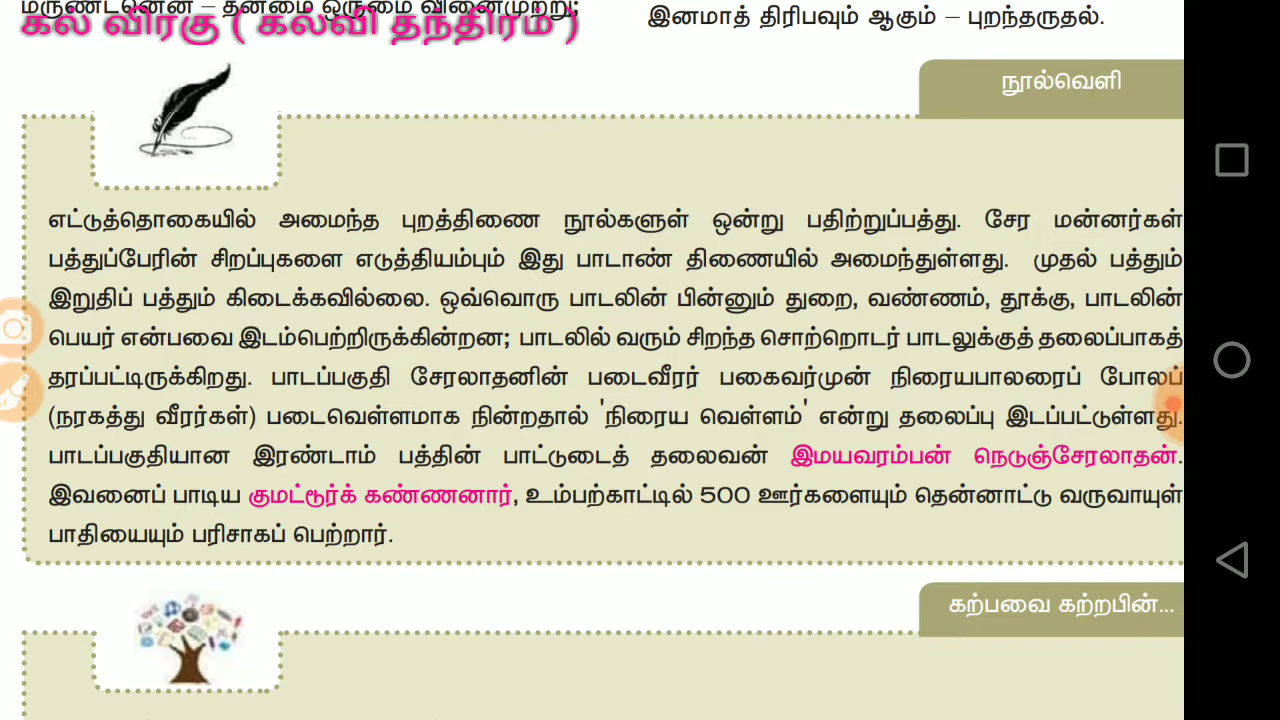 மருண்டனென் – தன்மை ஒருமை வினைமுற்று;
இனமாத் திரிபவும் ஆகும் – புறந்தருதல்.
கல் விரகு ( கல்வி தந்திரம் )
நூல்வெளி
எட்டுத்தொகையில் அமைந்த புறத்திணை நூல்களுள் ஒன்று பதிற்றுப்பத்து. சேர மன்னர்கள்
பத்துப்பேரின் சிறப்புகளை எடுத்தியம்பும் இது பாடாண் திணையில் அமைந்துள்ளது. முதல் பத்தும்
இறுதிப் பத்தும் கிடைக்கவில்லை. ஒவ்வொரு பாடலின் பின்னும் துறை, வண்ணம், தூக்கு, பாடலின்
பெயர் என்பவை இடம்பெற்றிருக்கின்றன; பாடலில் வரும் சிறந்த சொற்றொடர் பாடலுக்குத் தலைப்பாகத்
தரப்பட்டிருக்கிறது. பாடப்பகுதி சேரலாதனின் படைவீரர் பகைவர்முன் நிரையபாலரைப் போலப்
(நரகத்து வீரர்கள்) படைவெள்ளமாக நின்றதால் 'நிரைய வெள்ளம்' என்று தலைப்பு இடப்பட்டுள்ளது.
பாடப்பகுதியான இரண்டாம் பத்தின் பாட்டுடைத் தலைவன் இமயவரம்பன் நெடுஞ்சேரலாதன்.
இவனைப் பாடிய குமட்டூர்க் கண்ணனார், உம்பற்காட்டில் 500 ஊர்களையும் தென்னாட்டு வருவாயுள்
பாதியையும் பரிசாகப் பெற்றார்.
கற்பவை கற்றபின்...